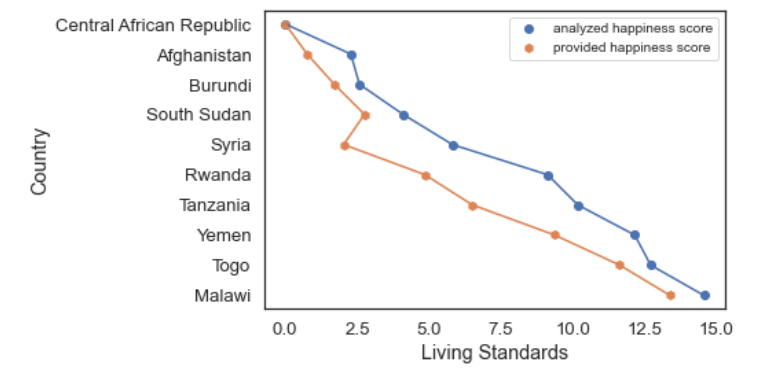 analyzed happiness score
provided happiness score
Central African Republic
Afghanistan
Burundi
South Sudan
Syria
Rwanda
Tanzania
Yemen
Togo
Malawi
Country
0.0 2.5 5.0 7.5 10.0 12.5 15.0
Living Standards